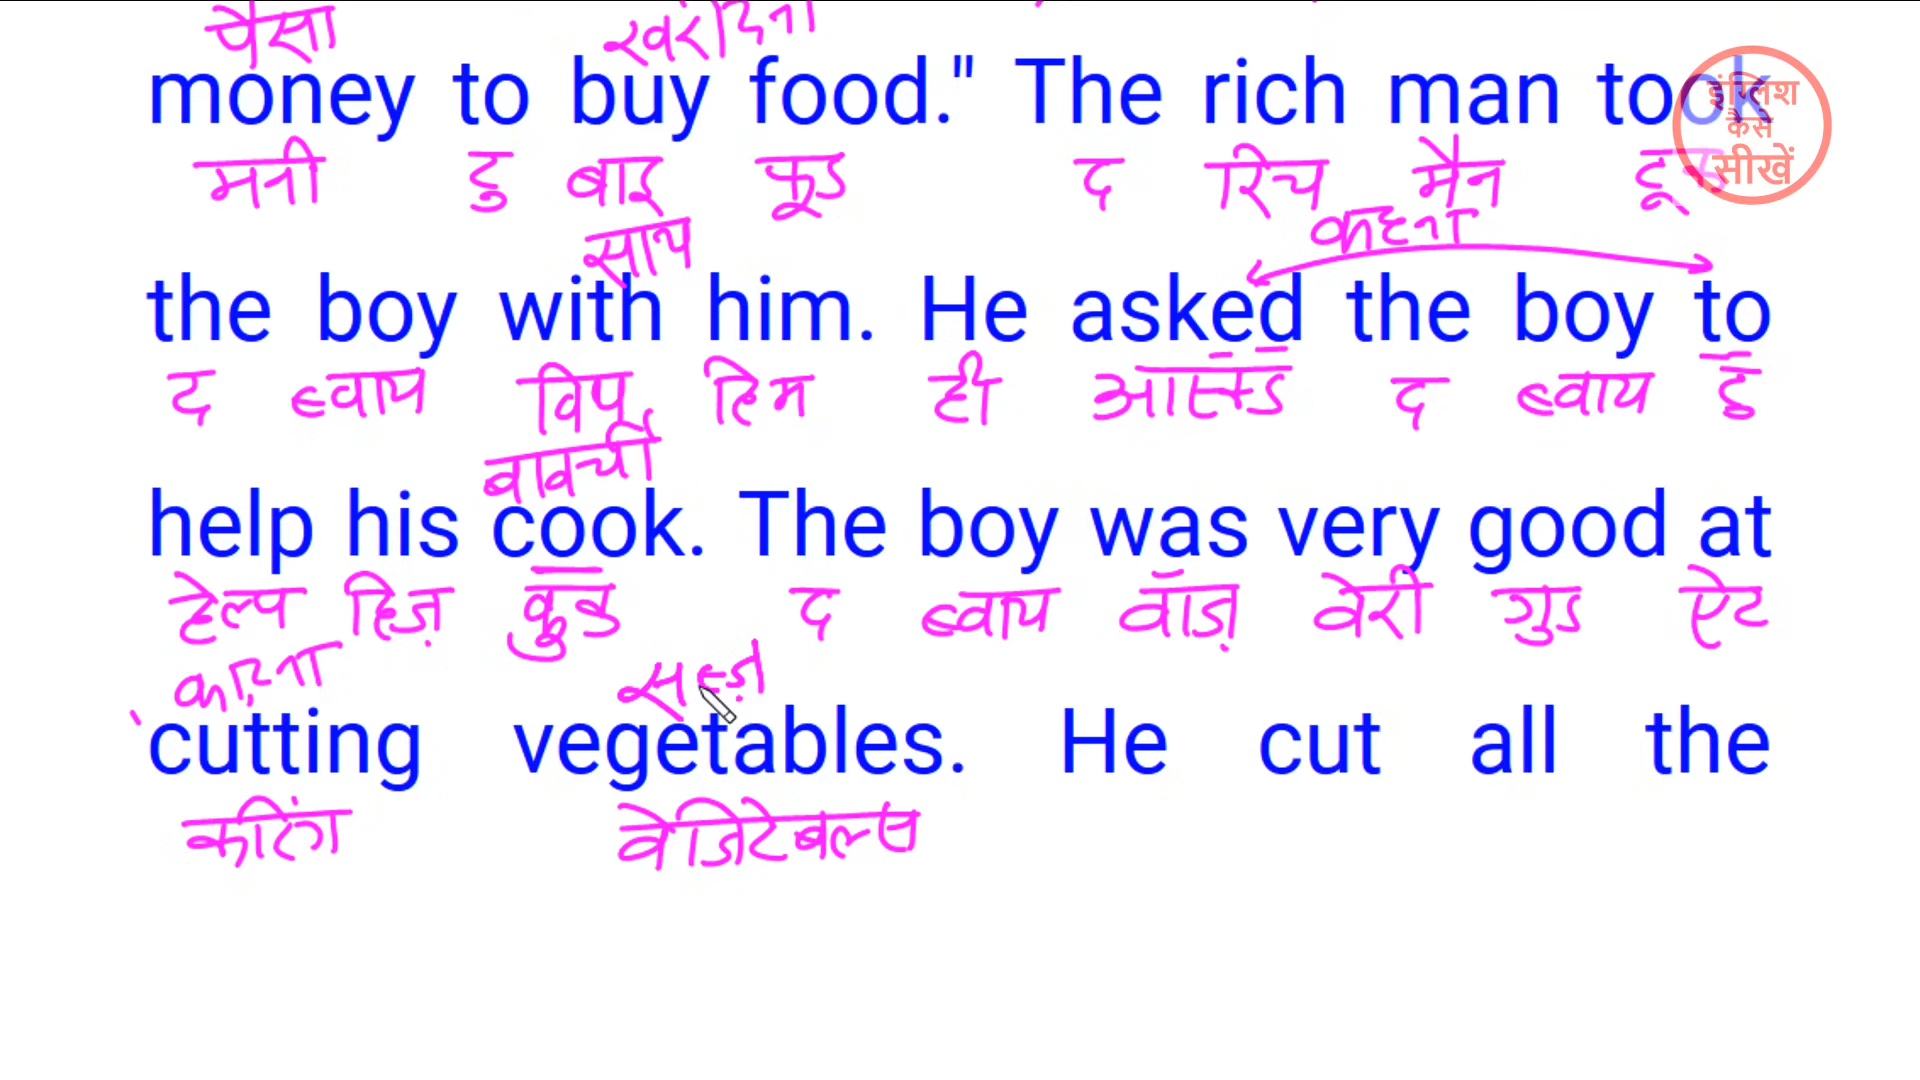 पैसा खरीदना
money to buy food." The rich man took
मनी टु बाइ फूड द रिच मैन टूक
इंग्लिश
कैसे
सीखें
साथ कहना
the boy with him. He asked the boy to
द ब्वाय विथ हिम ही आस्क्ड द ब्वाय टु
बावर्ची
help his cook. The boy was very good at
हेल्प हिज़ कुक द ब्वाय वॉज़ वेरी गुड ऐट
काटना सब्ज़ी
cutting vegetables. He cut all the
कटिंग वेजिटेबल्स